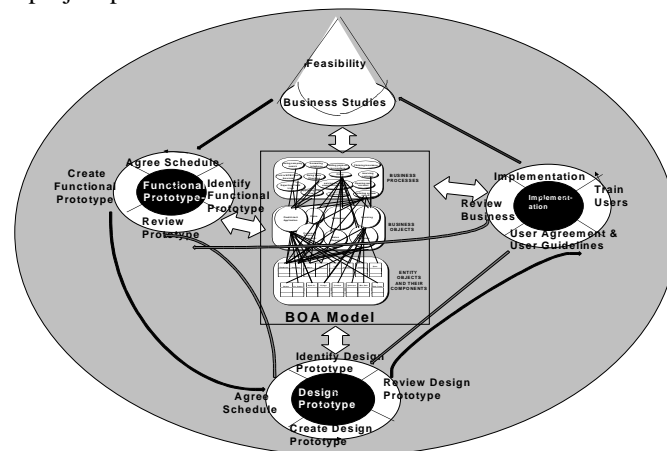 Feasibility
Business Studies
Agree Schedule
Create
Functional
Prototype
Functional
Prototype-
Identify
Functional
Prototype
Review
Prototype
BUSINESS
PROCESSES
BUSINESS
OBJECTS
ENTITY
OBJECTS
AND THEIR
COMPONENTS
BOA Model
Implementation
Implement-
ation
Train
Users
Review
Business
User Agreement &
User Guidelines
Identify Design
Prototype
Agree
Schedule
Design
Prototype
Review Design
Prototype
Create Design
Prototype